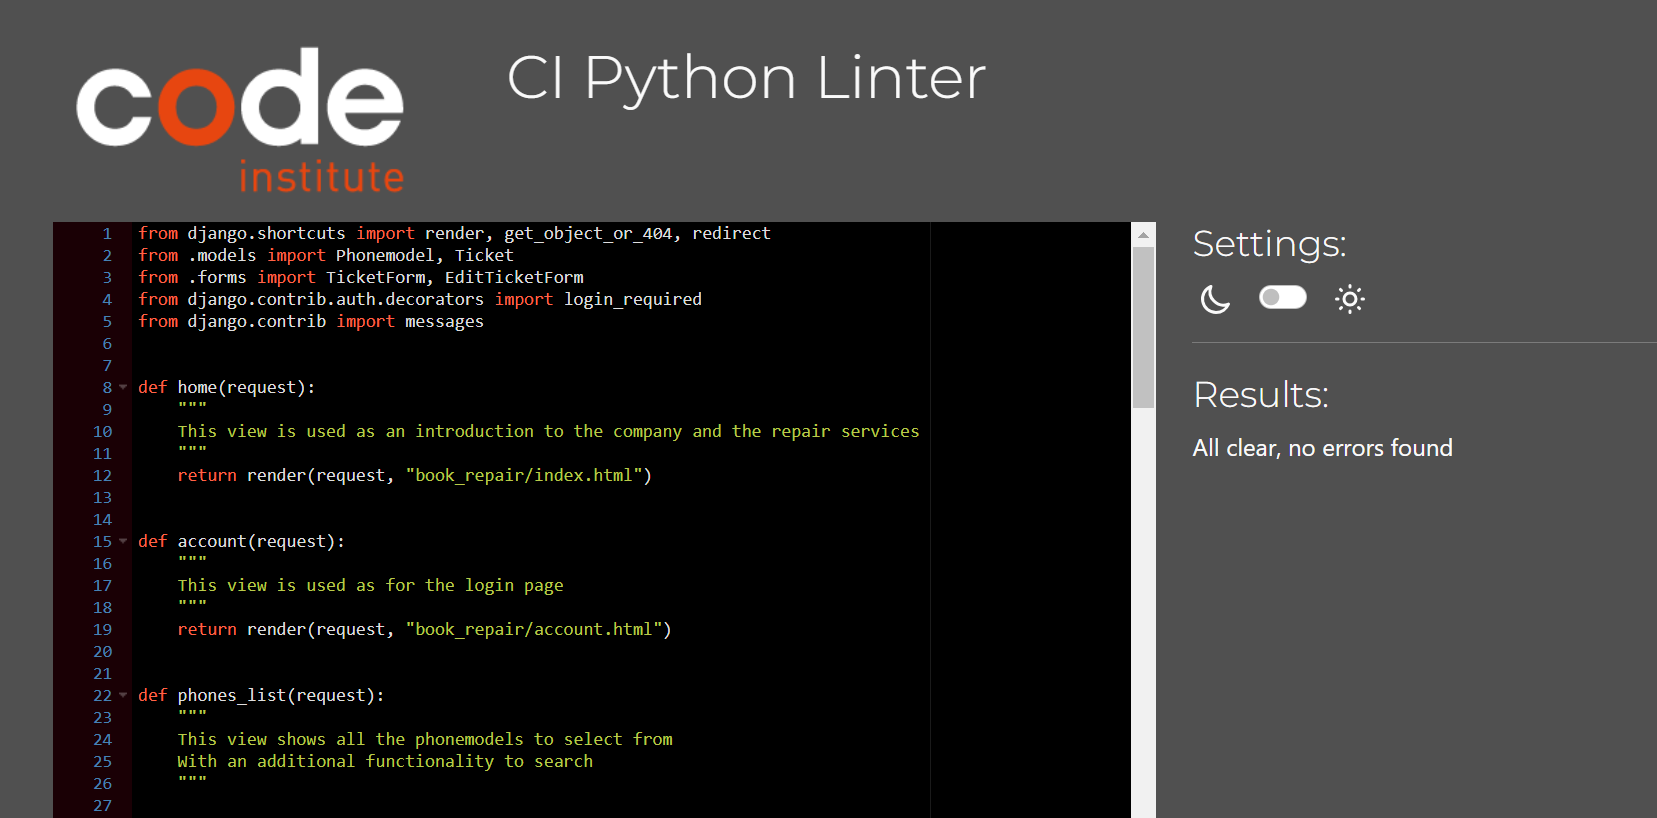 code
institute
CI Python Linter
1 from django.shortcuts import render, get_object_or_404, redirect
2 from .models import Phonemodel, Ticket
3 from .forms import TicketForm, EditTicketForm
4 from django.contrib.auth.decorators import login_required
5 from django.contrib import messages
6
7
8 def home(request):
9 """
10 This view is used as an introduction to the company and the repair services
11 """
12 return render(request, "book_repair/index.html")
13
14
15 def account(request):
16 """
17 This view is used as for the login page
18 """
19 return render(request, "book_repair/account.html")
20
21
22 def phones_list(request):
23 """
24 This view shows all the phonemodels to select from
25 With an additional functionality to search
26 """
27
Settings:
Results:
All clear, no errors found